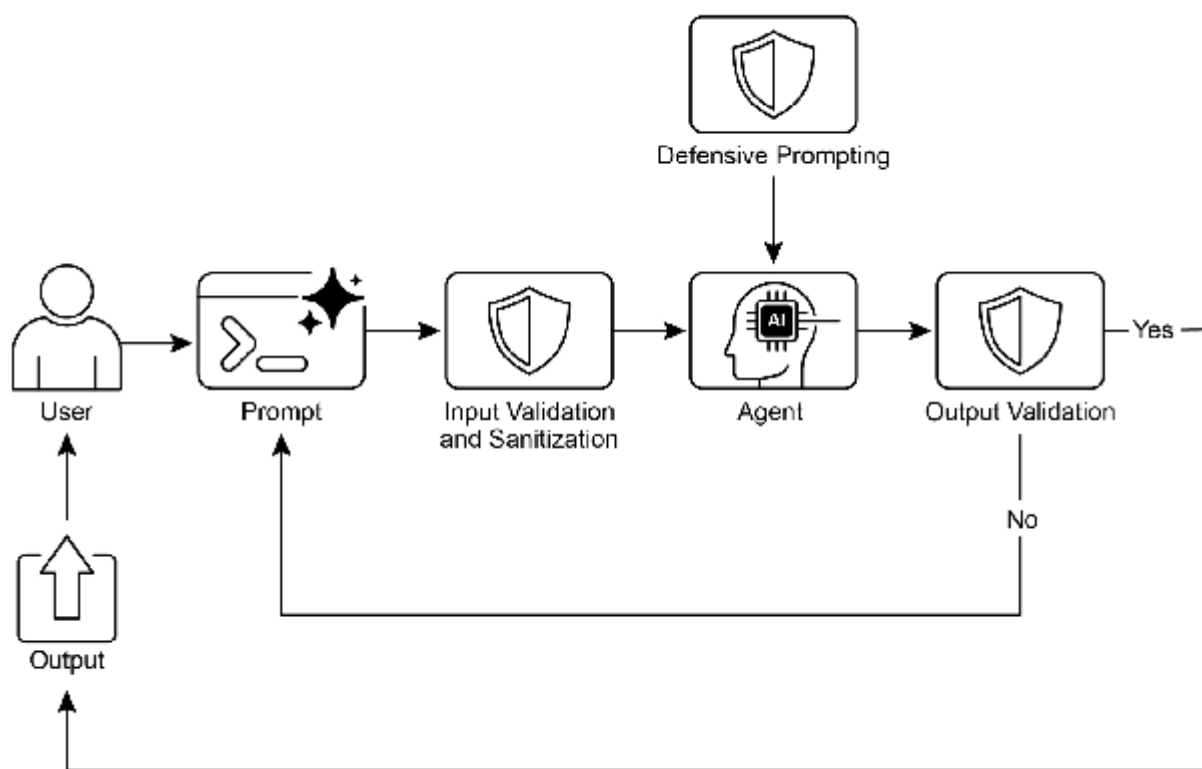 Defensive Prompting
AI
Yes
User
Prompt
Input Validation
and Sanitization
Agent
Output Validation
No
Output